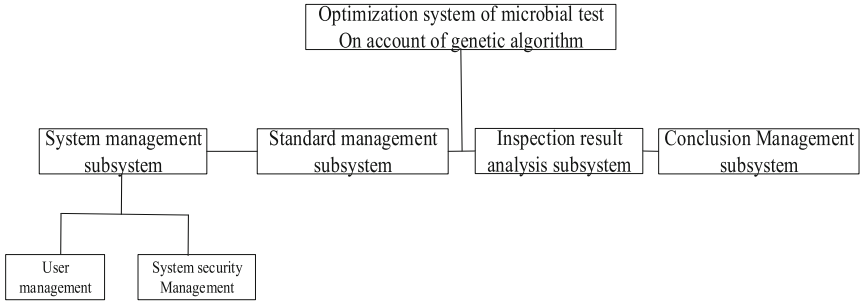 Optimization system of microbial test
On account of genetic algorithm
System management
subsystem
Standard management
subsystem
Inspection result
analysis subsystem
Conclusion Management
subsystem
User
management
System security
Management